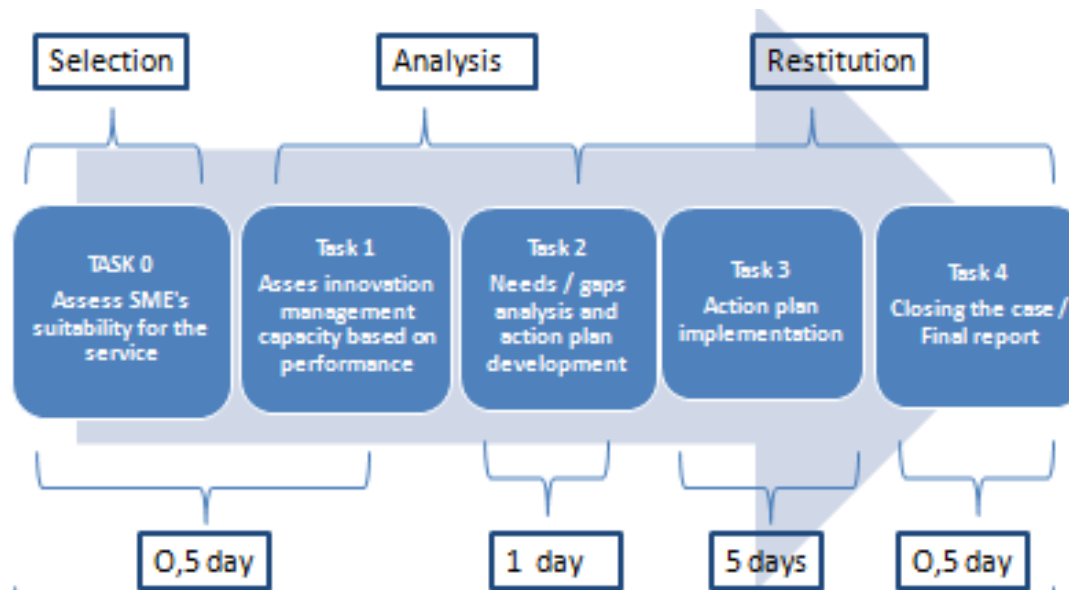 Selection
Analysis
Restitution
TASK 0
Assess SME's
suitability for the
service
Task 1
Asses innovation
management
capacity based on
performance
Task 2
Needs / gaps
analysis and
action plan
development
Task 3
Action plan
implementation
Task 4
Closing the case /
Final report
O,5 day
1 day
5 days
O,5 day